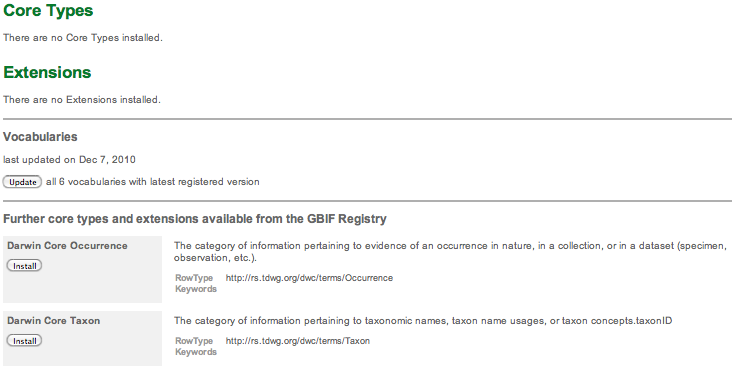 Core Types
There are no Core Types installed.
Extensions
There are no Extensions installed.
Vocabularies
last updated on Dec 7, 2010
Update all 6 vocabularies with latest registered version
Further core types and extensions available from the GBIF Registry
Darwin Core Occurrence
Install
The category of information pertaining to evidence of an occurrence in nature, in a collection, or in a dataset (specimen,
observation, etc.).
RowType http://rs.tdwg.org/dwc/terms/Occurrence
Keywords
Darwin Core Taxon
Install
The category of information pertaining to taxonomic names, taxon name usages, or taxon concepts.taxonID
RowType http://rs.tdwg.org/dwc/terms/Taxon
Keywords